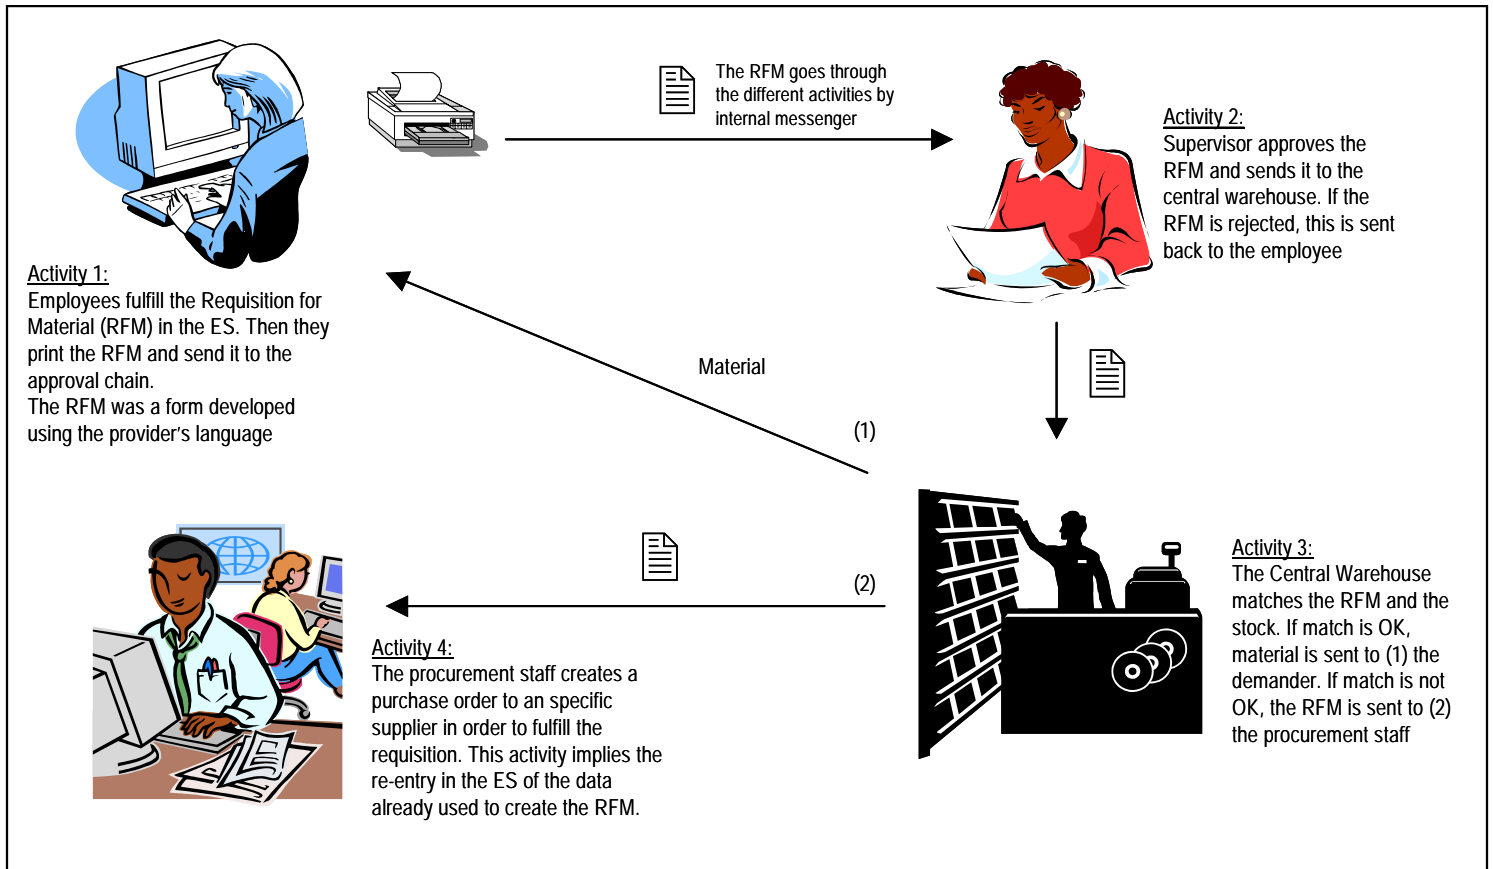 The RFM goes through
the different activities by
internal messenger
Activity 2:
Supervisor approves the
RFM and sends it to the
central warehouse. If the
RFM is rejected, this is sent
back to the employee
Activity 1:
Employees fulfill the Requisition for
Material (RFM) in the ES. Then they
print the RFM and send it to the
approval chain.
The RFM was a form developed
using the provider's language
Material
(1)
(2)
Activity 3:
The Central Warehouse
matches the RFM and the
stock. If match is OK,
material is sent to (1) the
demander. If match is not
OK, the RFM is sent to (2)
the procurement staff
Activity 4:
The procurement staff creates a
purchase order to an specific
supplier in order to fulfill the
requisition. This activity implies the
re-entry in the ES of the data
already used to create the RFM.